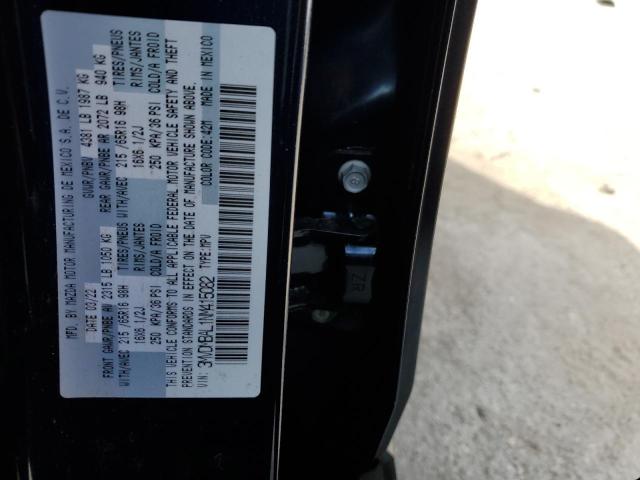 MFD. BY MAZDA MOTOR MANUFACTURING DE MEXICO S.A. DE C.V.
DATE 03/22 GVWR/PNBV 4381 LB 1987 KG
FRONT GAWR/PNBE AV 2315 LB 1050 KG REAR GAWR/PNBE AR 2072 LB 940 KG
WITH/AVEC 215/65R16 98H TIRES/PNEUS WITH/AVEC 215/65R16 98H TIRES/PNEUS
16X6 1/2J RIMS/JANTES 16X6 1/2J RIMS/JANTES
250 KPA/36 PSI COLD/A FROID 250 KPA/36 PSI COLD/A FROID
THIS VEHICLE CONFORMS TO ALL APPLICABLE FEDERAL MOTOR VEHICLE SAFETY AND THEFT
PREVENTION STANDARDS IN EFFECT ON THE DATE OF MANUFACTURE SHOWN ABOVE.
VIN: TYPE:MPV COLOR CODE:42M MADE IN MEXICO
ZR